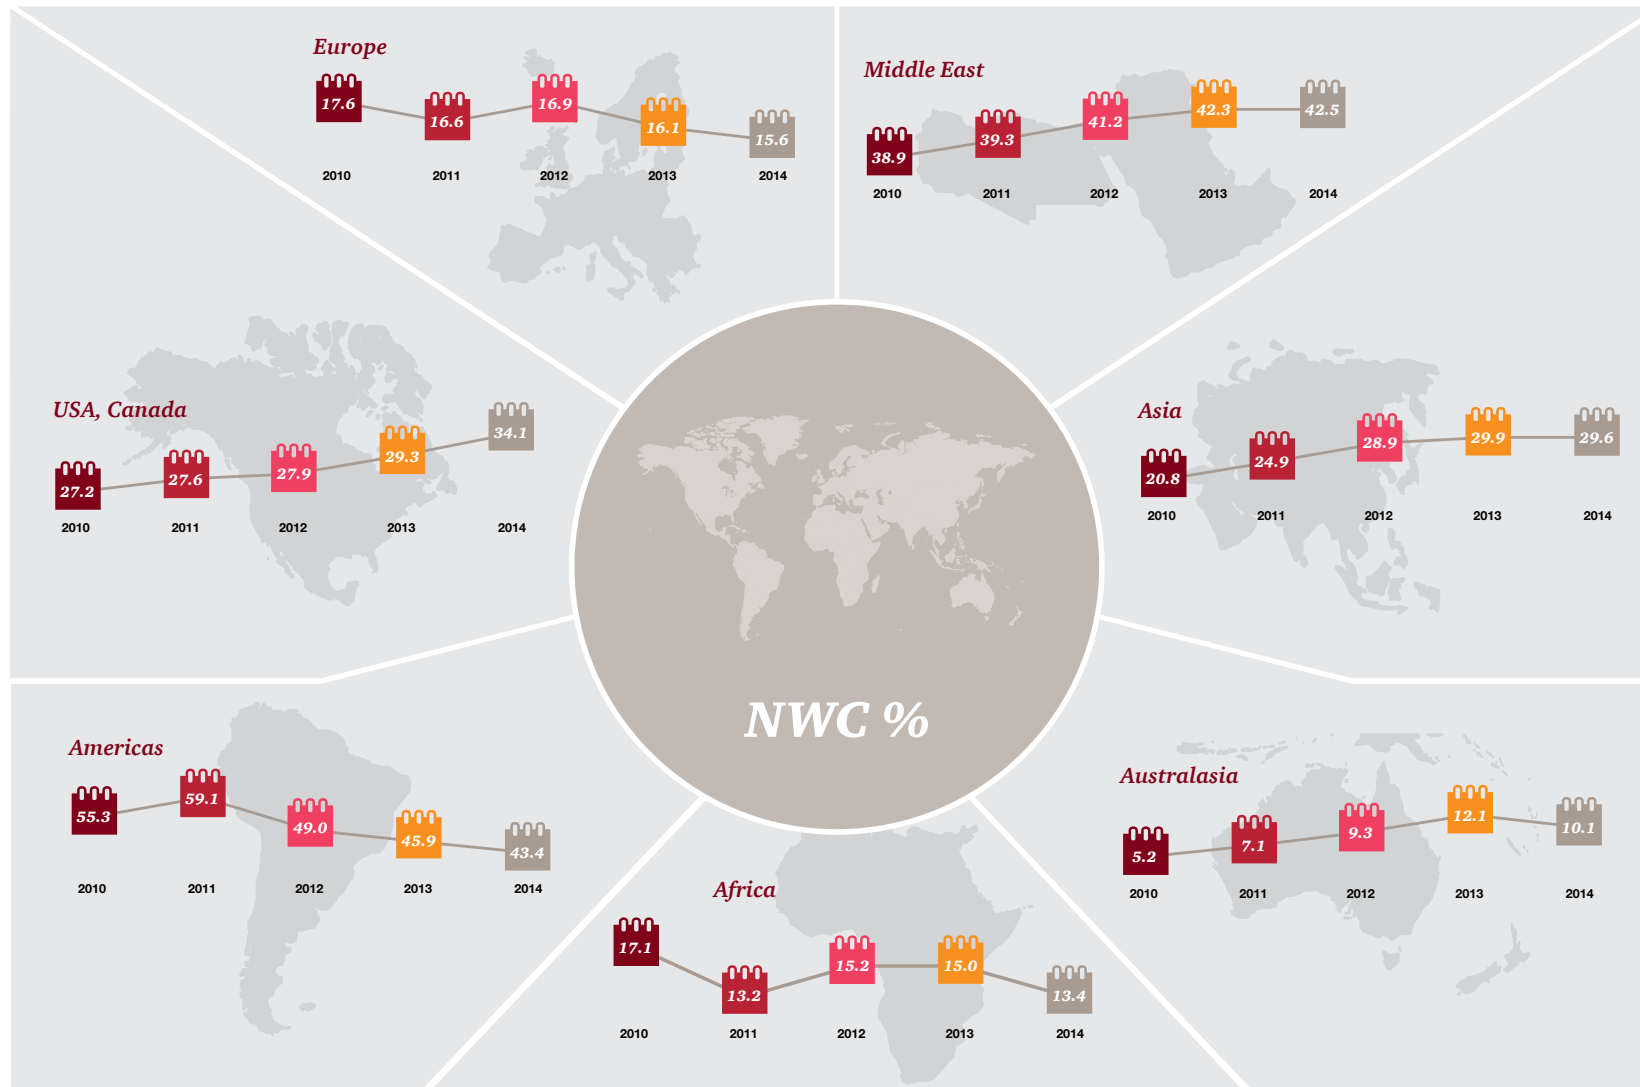 Europe
17.6 16.6 16.9 16.1 15.6
2010 2011 2012 2013 2014
Middle East
38.9 39.3 41.2 42.3 42.5
2010 2011 2012 2013 2014
USA, Canada
27.2 27.6 27.9 29.3 34.1
2010 2011 2012 2013 2014
Asia
20.8 24.9 28.9 29.9 29.6
2010 2011 2012 2013 2014
NWC %
Americas
55.3 59.1 49.0 45.9 43.4
2010 2011 2012 2013 2014
Australasia
5.2 7.1 9.3 12.1 10.1
2010 2011 2012 2013 2014
Africa
17.1 13.2 15.2 15.0 13.4
2010 2011 2012 2013 2014